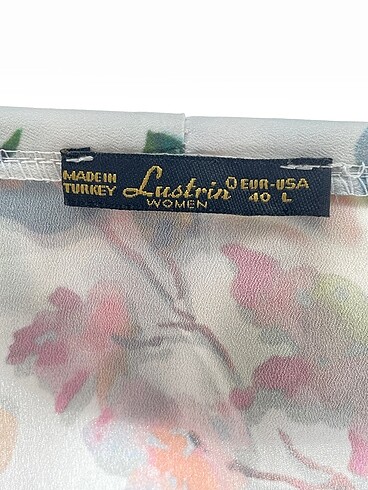 MADE IN
TURKEY
Lustrin
WOMEN
EUR-USA
40 L